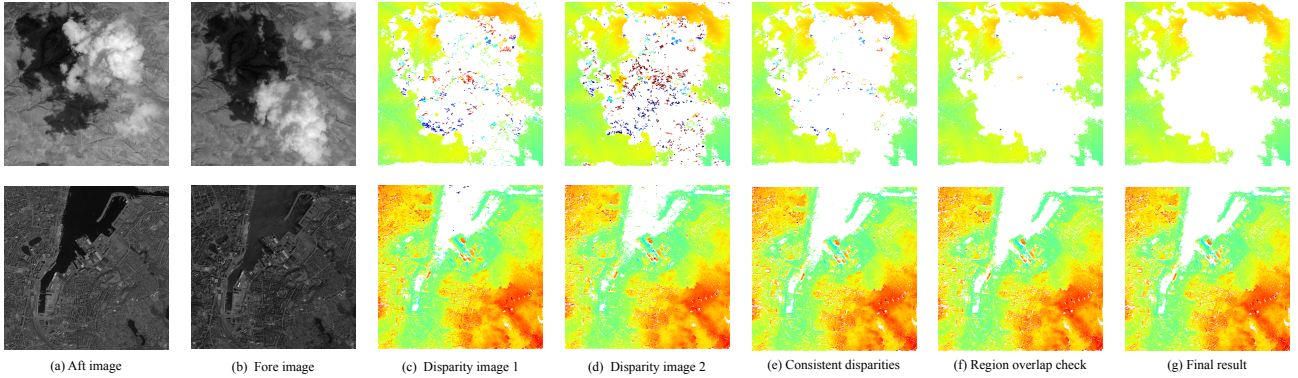 (a) Aft image
(b) Fore image
(c) Disparity image 1
(d) Disparity image 2
(e) Consistent disparities
(f) Region overlap check
(g) Final result